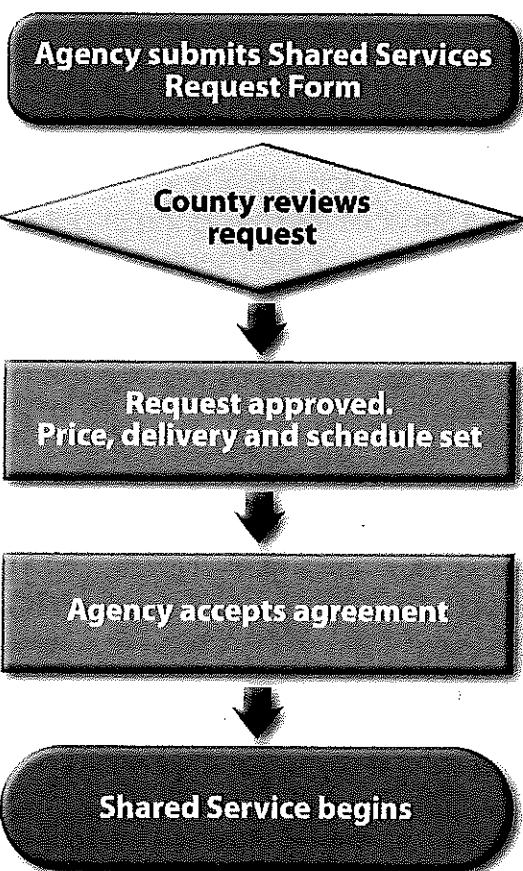 Agency submits Shared Services
Request Form
County reviews
request
Request approved.
Price, delivery and schedule set
Agency accepts agreement
Shared Service begins